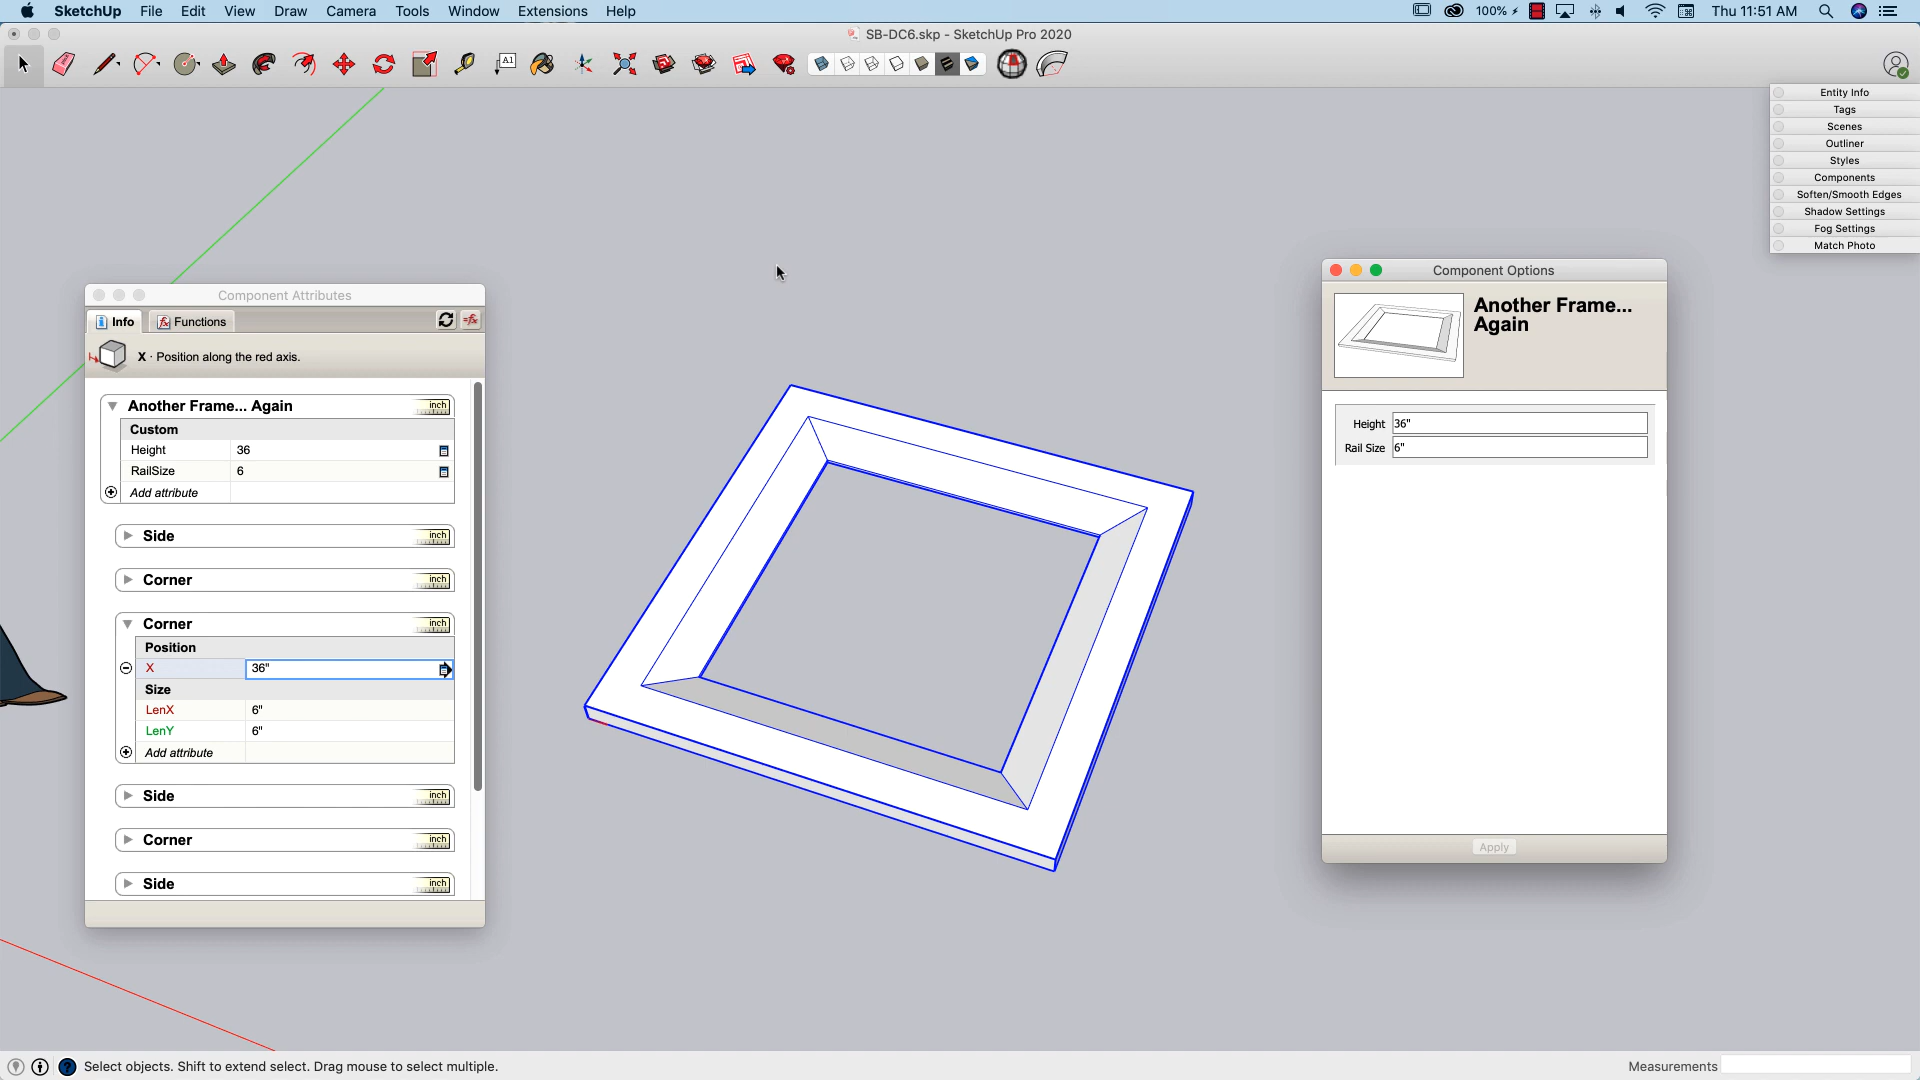 SketchUp File Edit View Draw Camera Tools Window Extensions Help
100% Thu 11:51 AM
SB-DC6.skp - SketchUp Pro 2020
A1
Entity Info
Tags
Scenes
Outliner
Styles
Components
Soften/Smooth Edges
Shadow Settings
Fog Settings
Match Photo
Component Attributes
i Info fx Functions =fx
X · Position along the red axis.
Another Frame... Again inch
Custom
Height 36
RailSize 6
Add attribute
Side inch
Corner inch
Corner inch
Position
X 36"
Size
LenX 6"
LenY 6"
Add attribute
Side inch
Corner inch
Side inch
Component Options
Another Frame...
Again
Height 36"
Rail Size 6"
Apply
Select objects. Shift to extend select. Drag mouse to select multiple.
Measurements